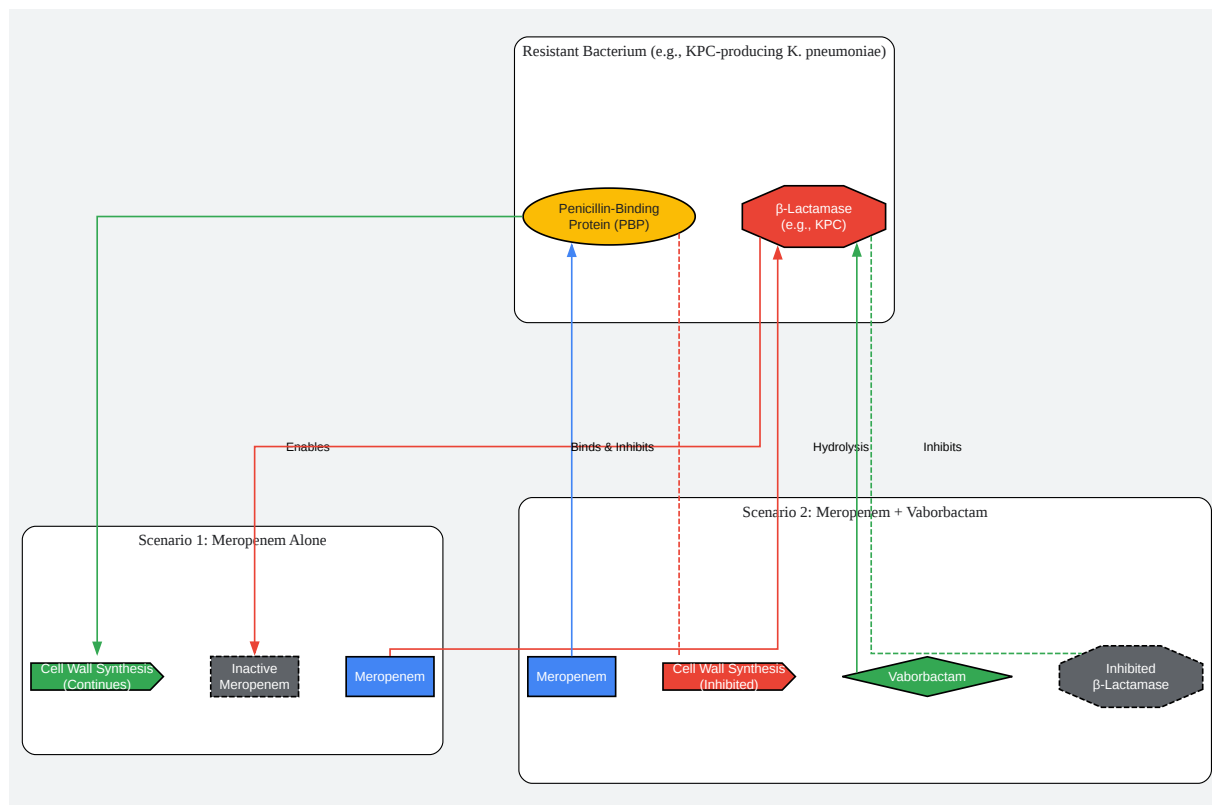 Resistant Bacterium (e.g., KPC-producing K. pneumoniae)
Penicillin-Binding
Protein (PBP)
β-Lactamase
(e.g., KPC)
Enables
Binds & Inhibits
Hydrolysis
Inhibits
Scenario 1: Meropenem Alone
Cell Wall Synthesis
(Continues)
Inactive
Meropenem
Meropenem
Scenario 2: Meropenem + Vaborbactam
Meropenem
Cell Wall Synthesis
(Inhibited)
Vaborbactam
Inhibited
β-Lactamase